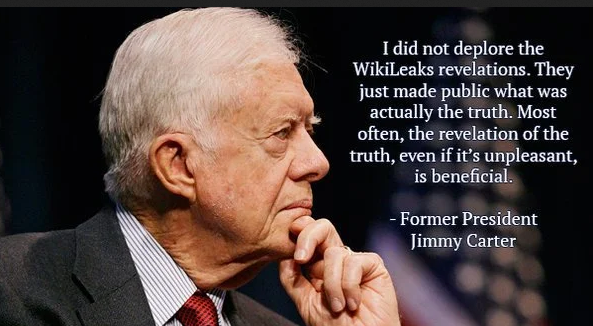 I did not deplore the
WikiLeaks revelations. They
just made public what was
actually the truth. Most
often, the revelation of the
truth, even if it's unpleasant,
is beneficial.
- Former President
Jimmy Carter